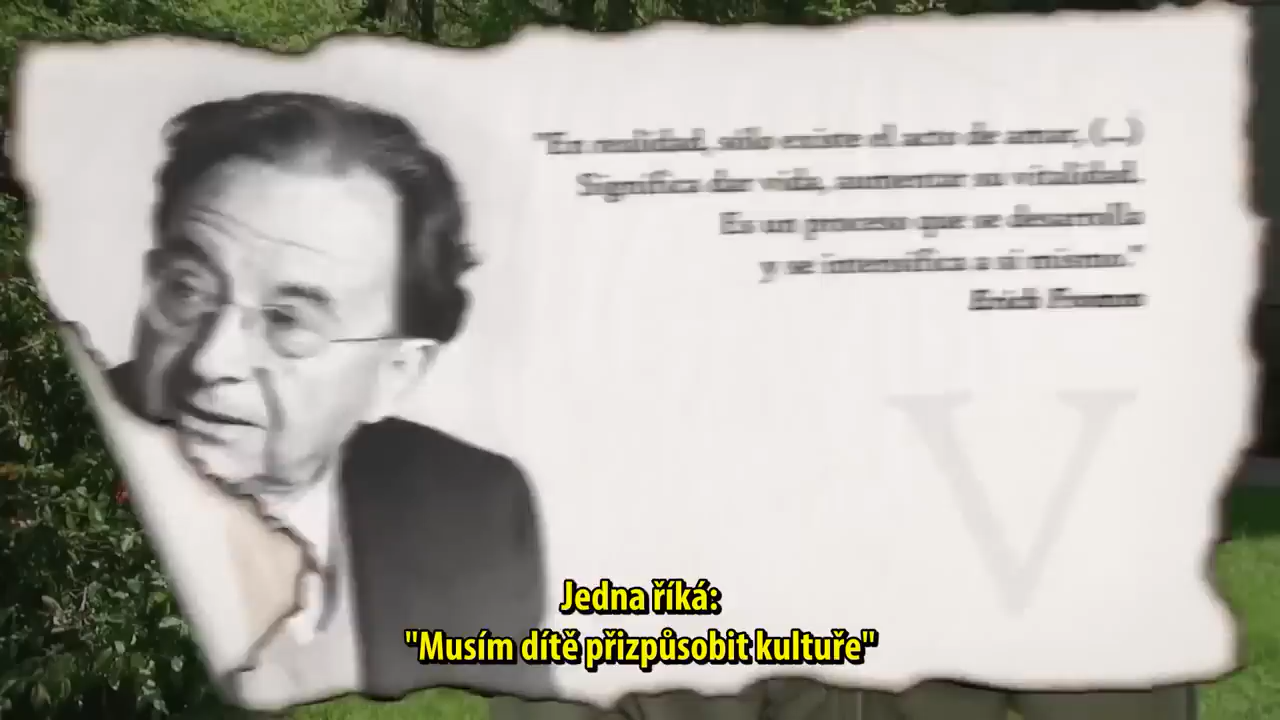 "En realidad, sólo existe el acto de amar, (...)
Significa dar vida, aumentar su vitalidad.
Es un proceso que se desarrolla
y se intensifica a sí mismo."
Erich Fromm
V
Jedna říká:
"Musím dítě přizpůsobit kultuře"